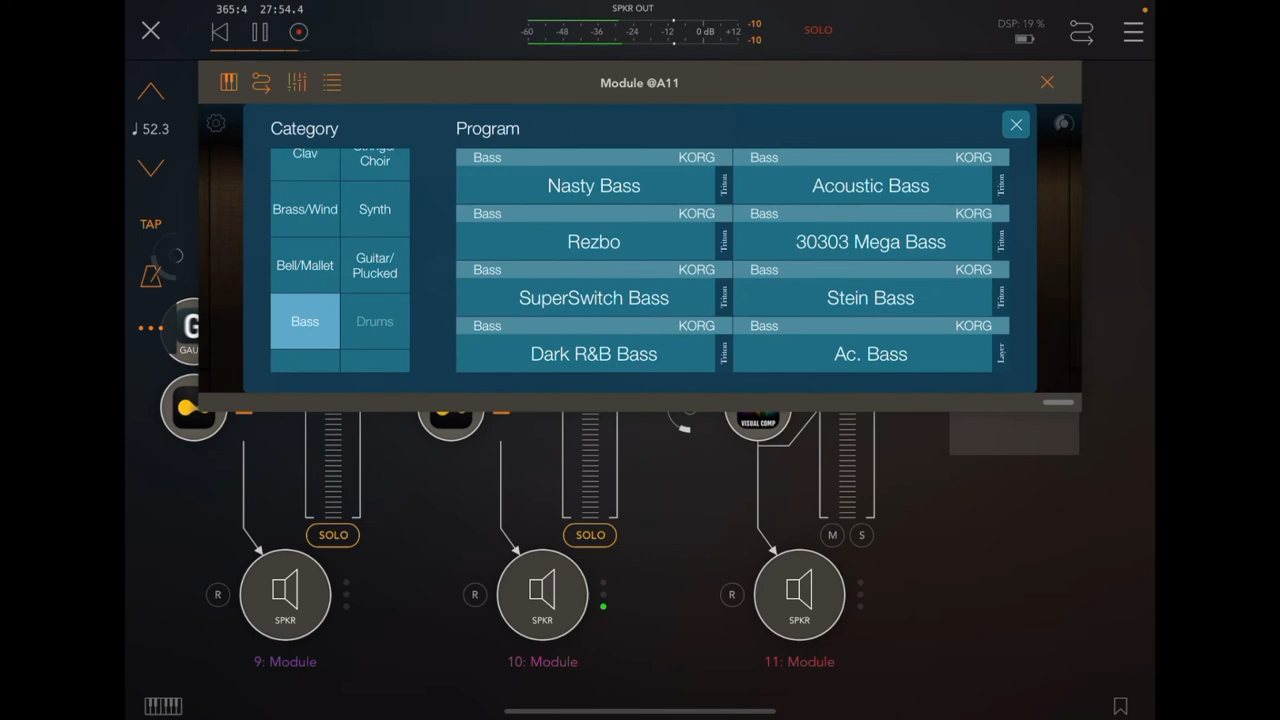 365:4 27:54.4
SPKR OUT
-60 -48 -36 -24 -12 0 dB +12
-10
-10
SOLO
DSP: 19 %
Module @A11
♩ 52.3
TAP
Category
Program
Clav
Strings/
Choir
Brass/Wind
Synth
Bell/Mallet
Guitar/
Plucked
Bass
Drums
Bass KORG
Nasty Bass
Triton
Bass KORG
Acoustic Bass
Triton
Bass KORG
Rezbo
Triton
Bass KORG
30303 Mega Bass
Triton
Bass KORG
SuperSwitch Bass
Triton
Bass KORG
Stein Bass
Triton
Bass KORG
Dark R&B Bass
Triton
Bass KORG
Ac. Bass
Layer
VISUAL COMP
SOLO
SOLO
M S
R
SPKR
R
SPKR
R
SPKR
9: Module
10: Module
11: Module